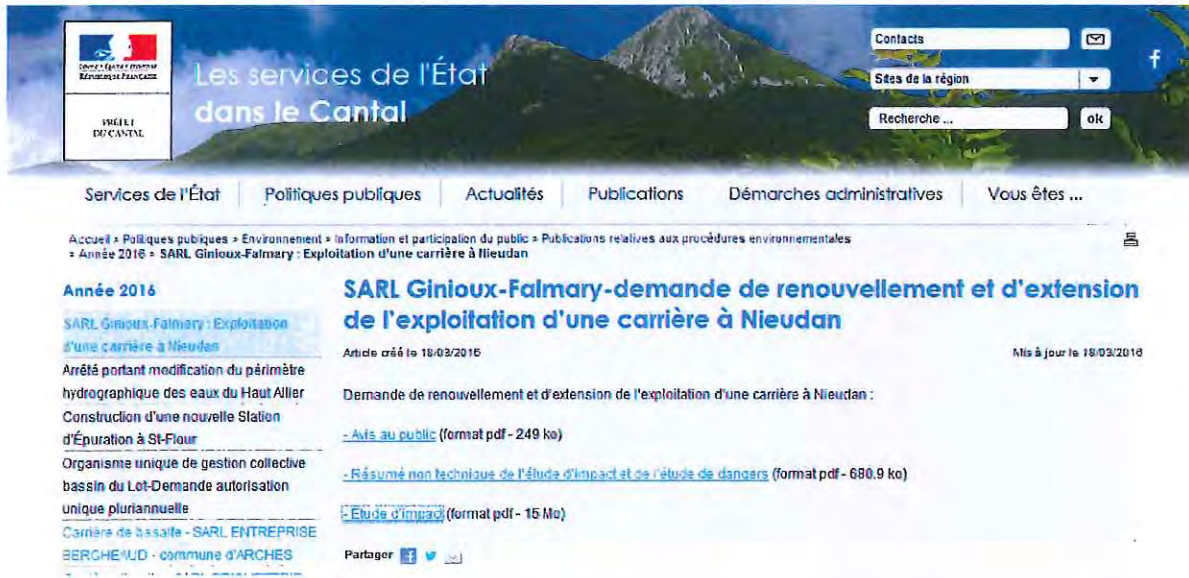 RÉPUBLIQUE FRANÇAISE
PRÉFET
DU CANTAL
Les services de l'État
dans le Cantal
Contacts
Sites de la région
Recherche ...
ok
f
Services de l'État
Politiques publiques
Actualités
Publications
Démarches administratives
Vous êtes ...
Accueil > Politiques publiques > Environnement > Information et participation du public > Publications relatives aux procédures environnementales
> Année 2016 > SARL Ginioux-Falmary : Exploitation d'une carrière à Nieudan
Année 2016
SARL Ginioux-Falmary : Exploitation
d'une carrière à Nieudan
Arrêté portant modification du périmètre
hydrographique des eaux du Haut Allier
Construction d'une nouvelle Station
d'Épuration à St-Flour
Organisme unique de gestion collective
bassin du Lot-Demande autorisation
unique pluriannuelle
Carrière de basalte - SARL ENTREPRISE
BERGHEAUD - commune d'ARCHES
SARL Ginioux-Falmary-demande de renouvellement et d'extension
de l'exploitation d'une carrière à Nieudan
Article créé le 18/03/2016
Mis à jour le 18/03/2016
Demande de renouvellement et d'extension de l'exploitation d'une carrière à Nieudan :
- Avis au public (format pdf - 249 ko)
- Résumé non technique de l'étude d'impact et de l'étude de dangers (format pdf - 680.9 ko)
- Etude d'impact (format pdf - 15 Mo)
Partager